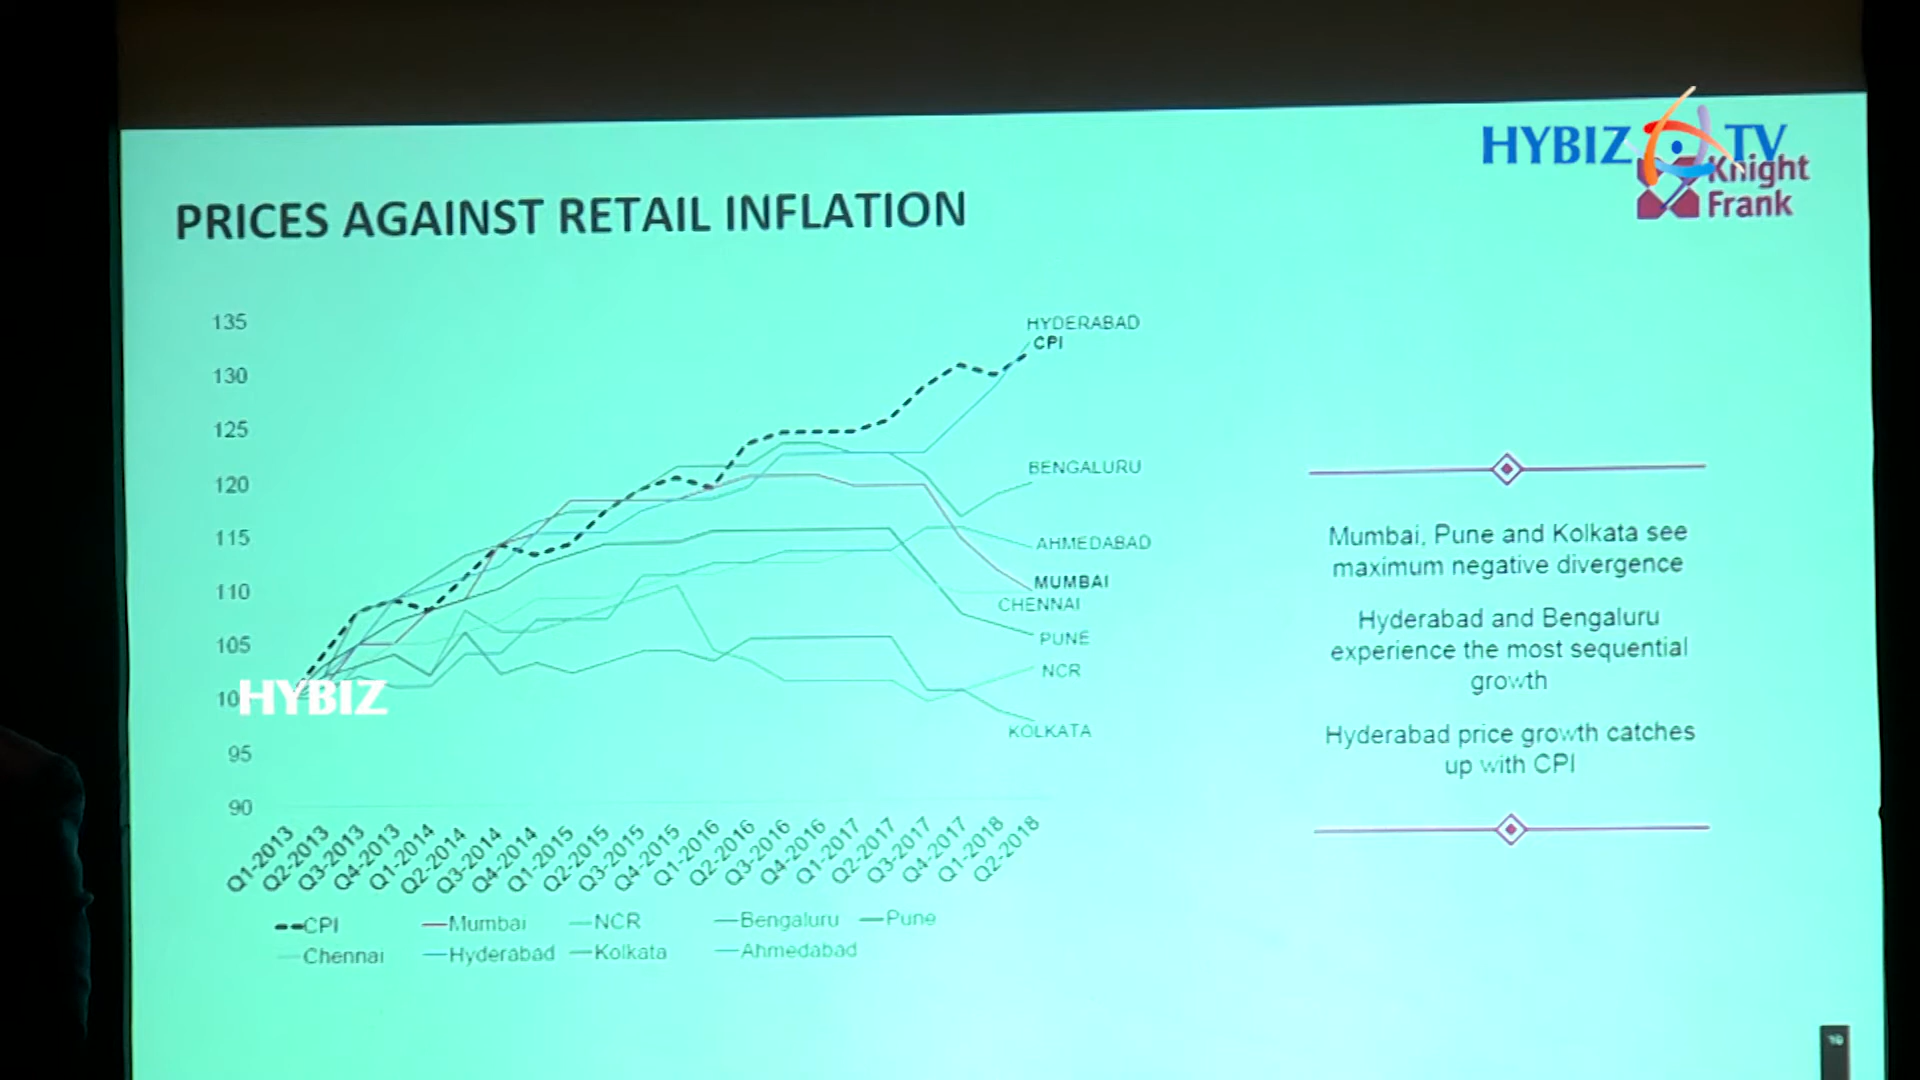 HYBIZ TV
Knight
Frank
PRICES AGAINST RETAIL INFLATION
135
130
125
120
115
110
105
10
95
90
HYBIZ
HYDERABAD
CPI
BENGALURU
AHMEDABAD
MUMBAI
CHENNAI
PUNE
NCR
KOLKATA
Q1-2013
Q2-2013
Q3-2013
Q4-2013
Q1-2014
Q2-2014
Q3-2014
Q4-2014
Q1-2015
Q2-2015
Q3-2015
Q4-2015
Q1-2016
Q2-2016
Q3-2016
Q4-2016
Q1-2017
Q2-2017
Q3-2017
Q4-2017
Q1-2018
Q2-2018
CPI Mumbai NCR Bengaluru Pune
Chennai Hyderabad Kolkata Ahmedabad
Mumbai, Pune and Kolkata see
maximum negative divergence
Hyderabad and Bengaluru
experience the most sequential
growth
Hyderabad price growth catches
up with CPI